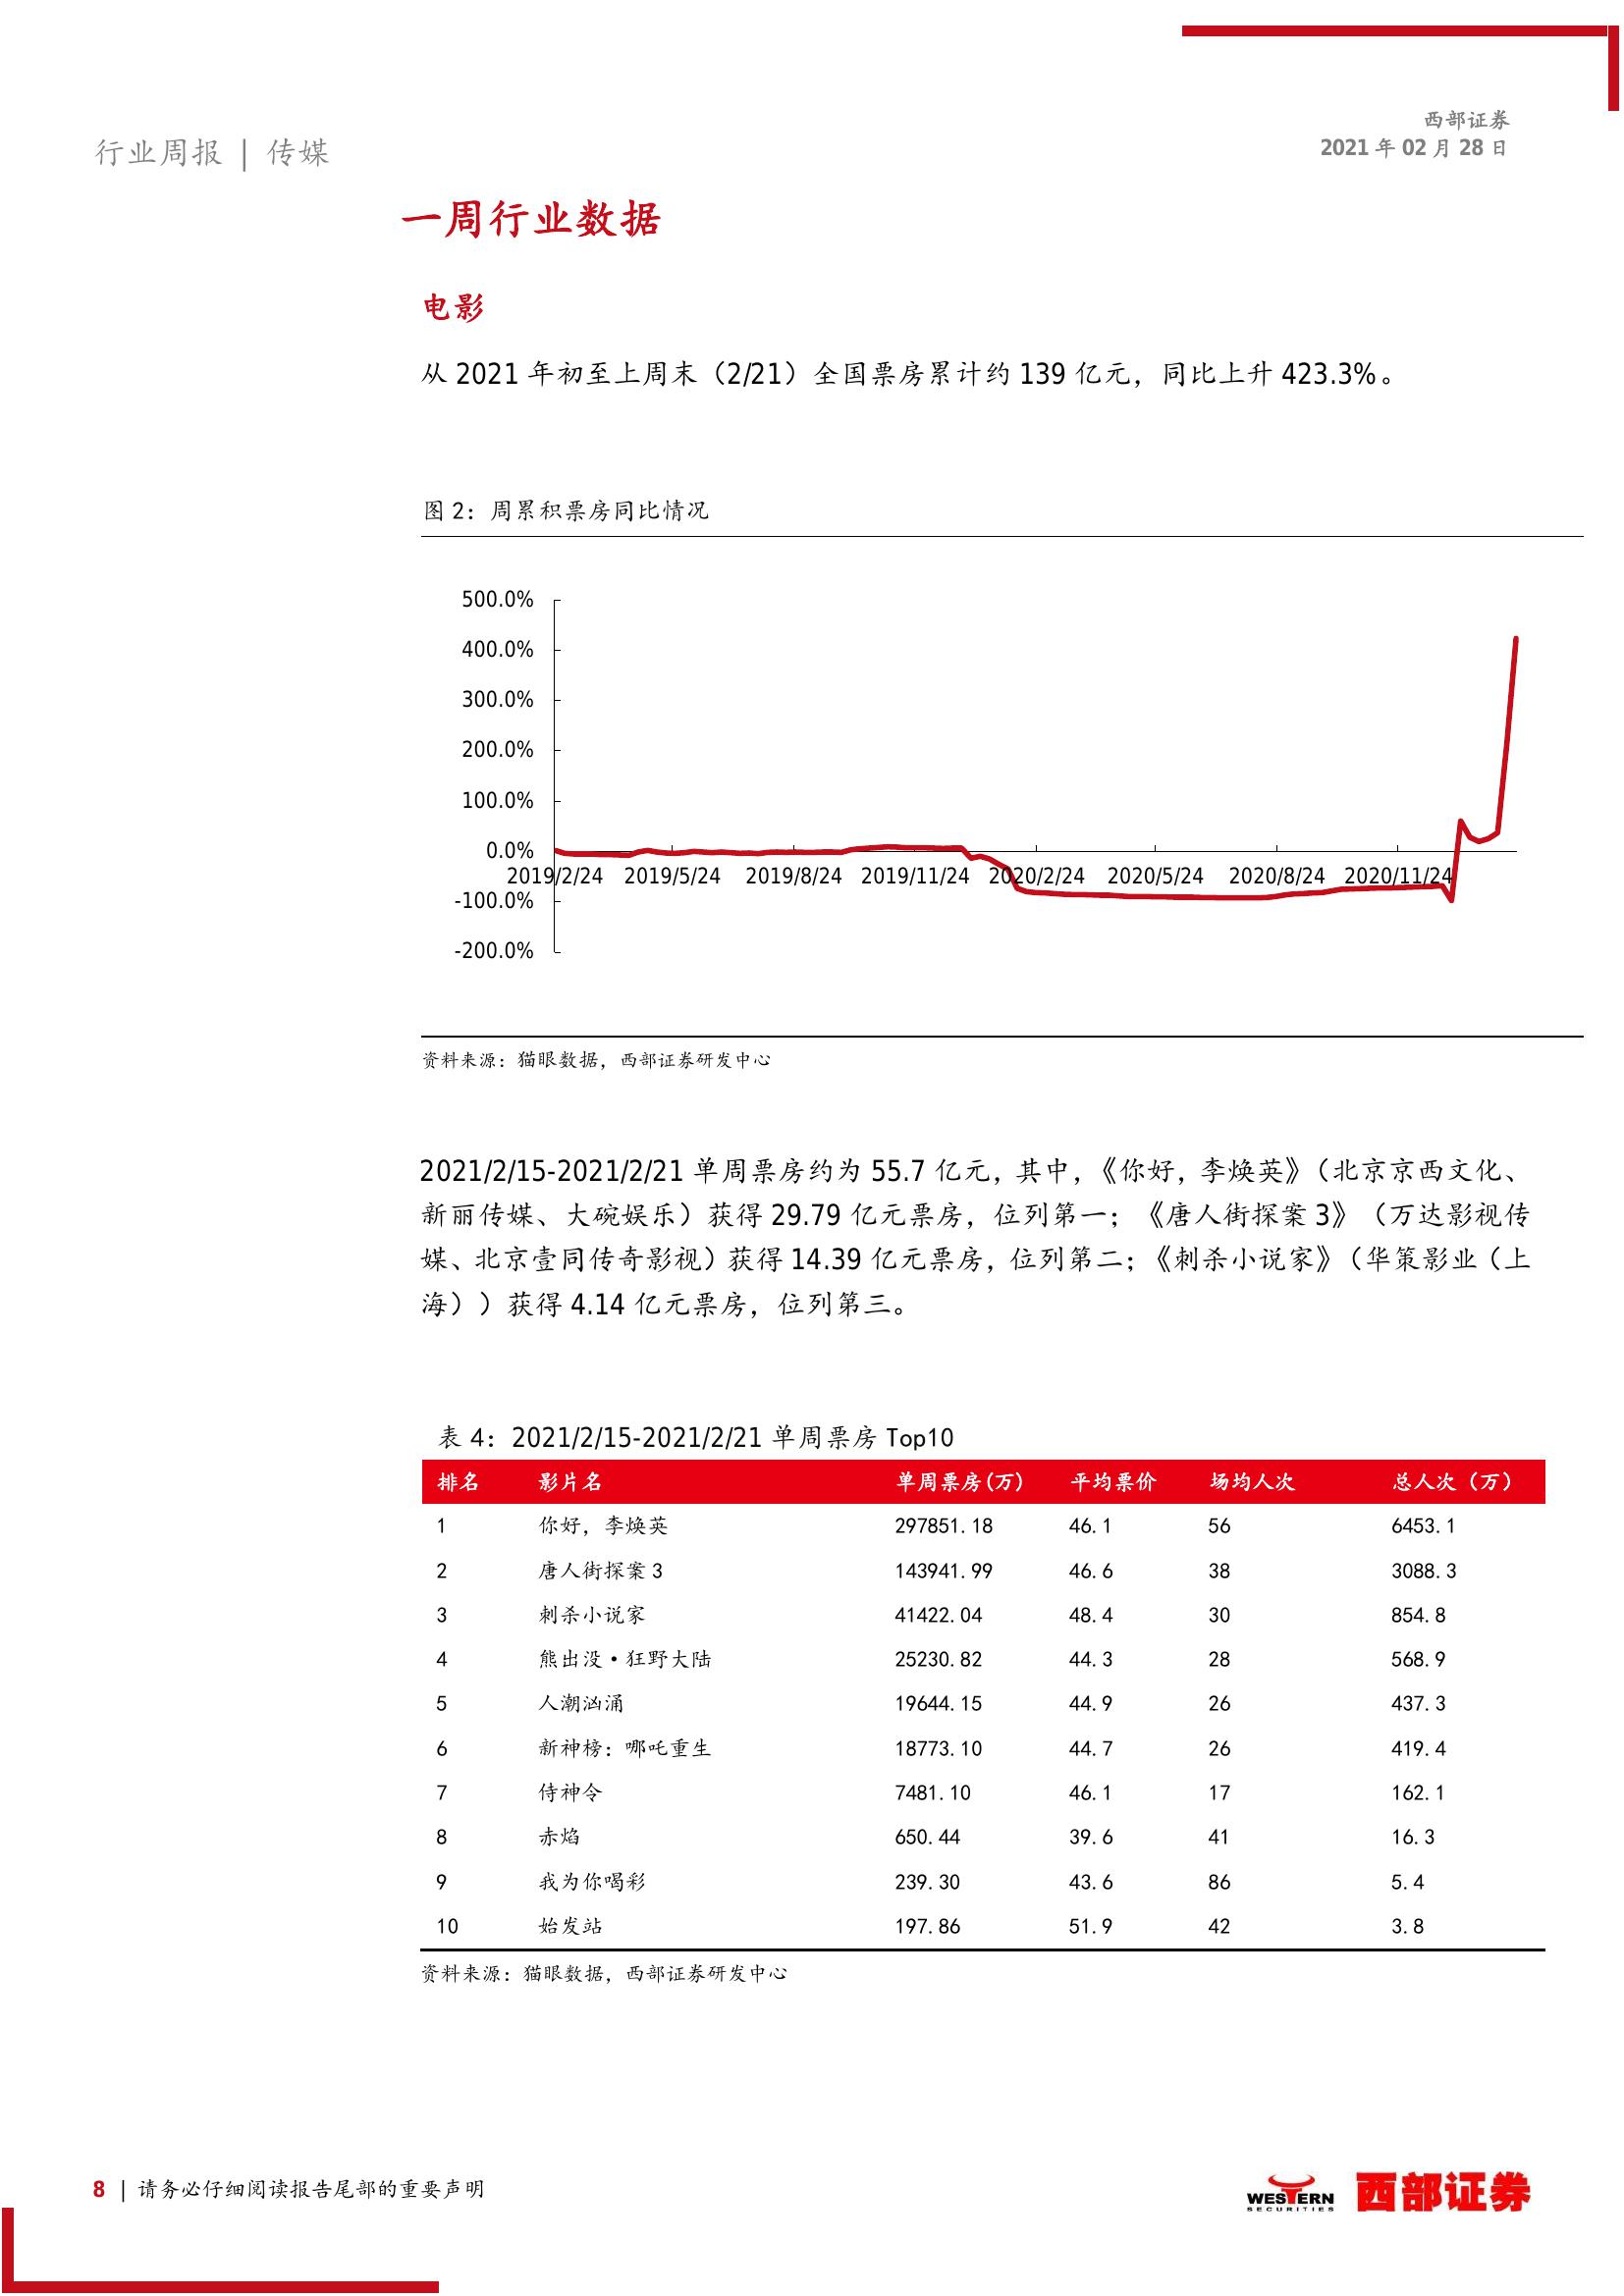 西部证券
2021 年 02 月 28 日
行业周报 | 传媒
一周行业数据
电影
从 2021 年初至上周末（2/21）全国票房累计约 139 亿元，同比上升 423.3%。
图 2：周累积票房同比情况
500.0%
400.0%
300.0%
200.0%
100.0%
0.0%
-100.0%
-200.0%
2019/2/24 2019/5/24 2019/8/24 2019/11/24 2020/2/24 2020/5/24 2020/8/24 2020/11/24
资料来源：猫眼数据，西部证券研发中心
2021/2/15-2021/2/21 单周票房约为 55.7 亿元，其中，《你好，李焕英》（北京京西文化、
新丽传媒、大碗娱乐）获得 29.79 亿元票房，位列第一；《唐人街探案 3》（万达影视传
媒、北京壹同传奇影视）获得 14.39 亿元票房，位列第二；《刺杀小说家》（华策影业（上
海））获得 4.14 亿元票房，位列第三。
表 4：2021/2/15-2021/2/21 单周票房 Top10
排名 影片名 单周票房(万) 平均票价 场均人次 总人次（万）
1 你好，李焕英 297851.18 46.1 56 6453.1
2 唐人街探案 3 143941.99 46.6 38 3088.3
3 刺杀小说家 41422.04 48.4 30 854.8
4 熊出没·狂野大陆 25230.82 44.3 28 568.9
5 人潮汹涌 19644.15 44.9 26 437.3
6 新神榜：哪吒重生 18773.10 44.7 26 419.4
7 侍神令 7481.10 46.1 17 162.1
8 赤焰 650.44 39.6 41 16.3
9 我为你喝彩 239.30 43.6 86 5.4
10 始发站 197.86 51.9 42 3.8
资料来源：猫眼数据，西部证券研发中心
8 | 请务必仔细阅读报告尾部的重要声明
WESTERN
SECURITIES
西部证券